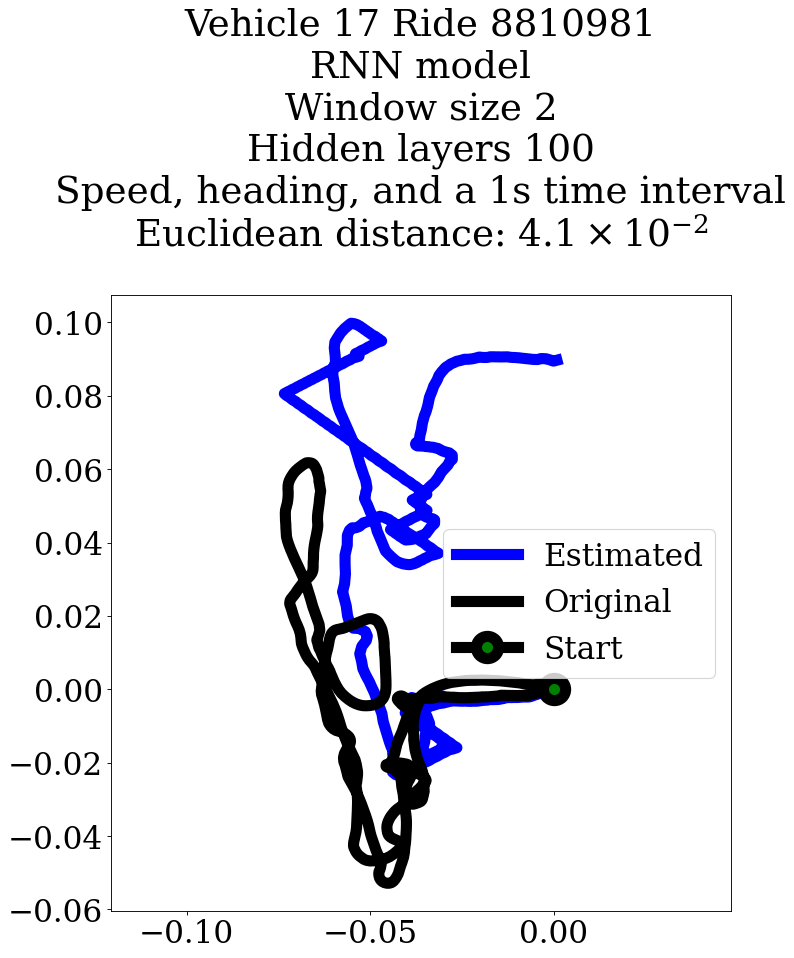 Vehicle 17 Ride 8810981
RNN model
Window size 2
Hidden layers 100
Speed, heading, and a 1s time interval
Euclidean distance: 4.1 × 10⁻²
0.10
0.08
0.06
0.04
0.02
0.00
−0.02
−0.04
−0.06
Estimated
Original
Start
−0.10
−0.05
0.00